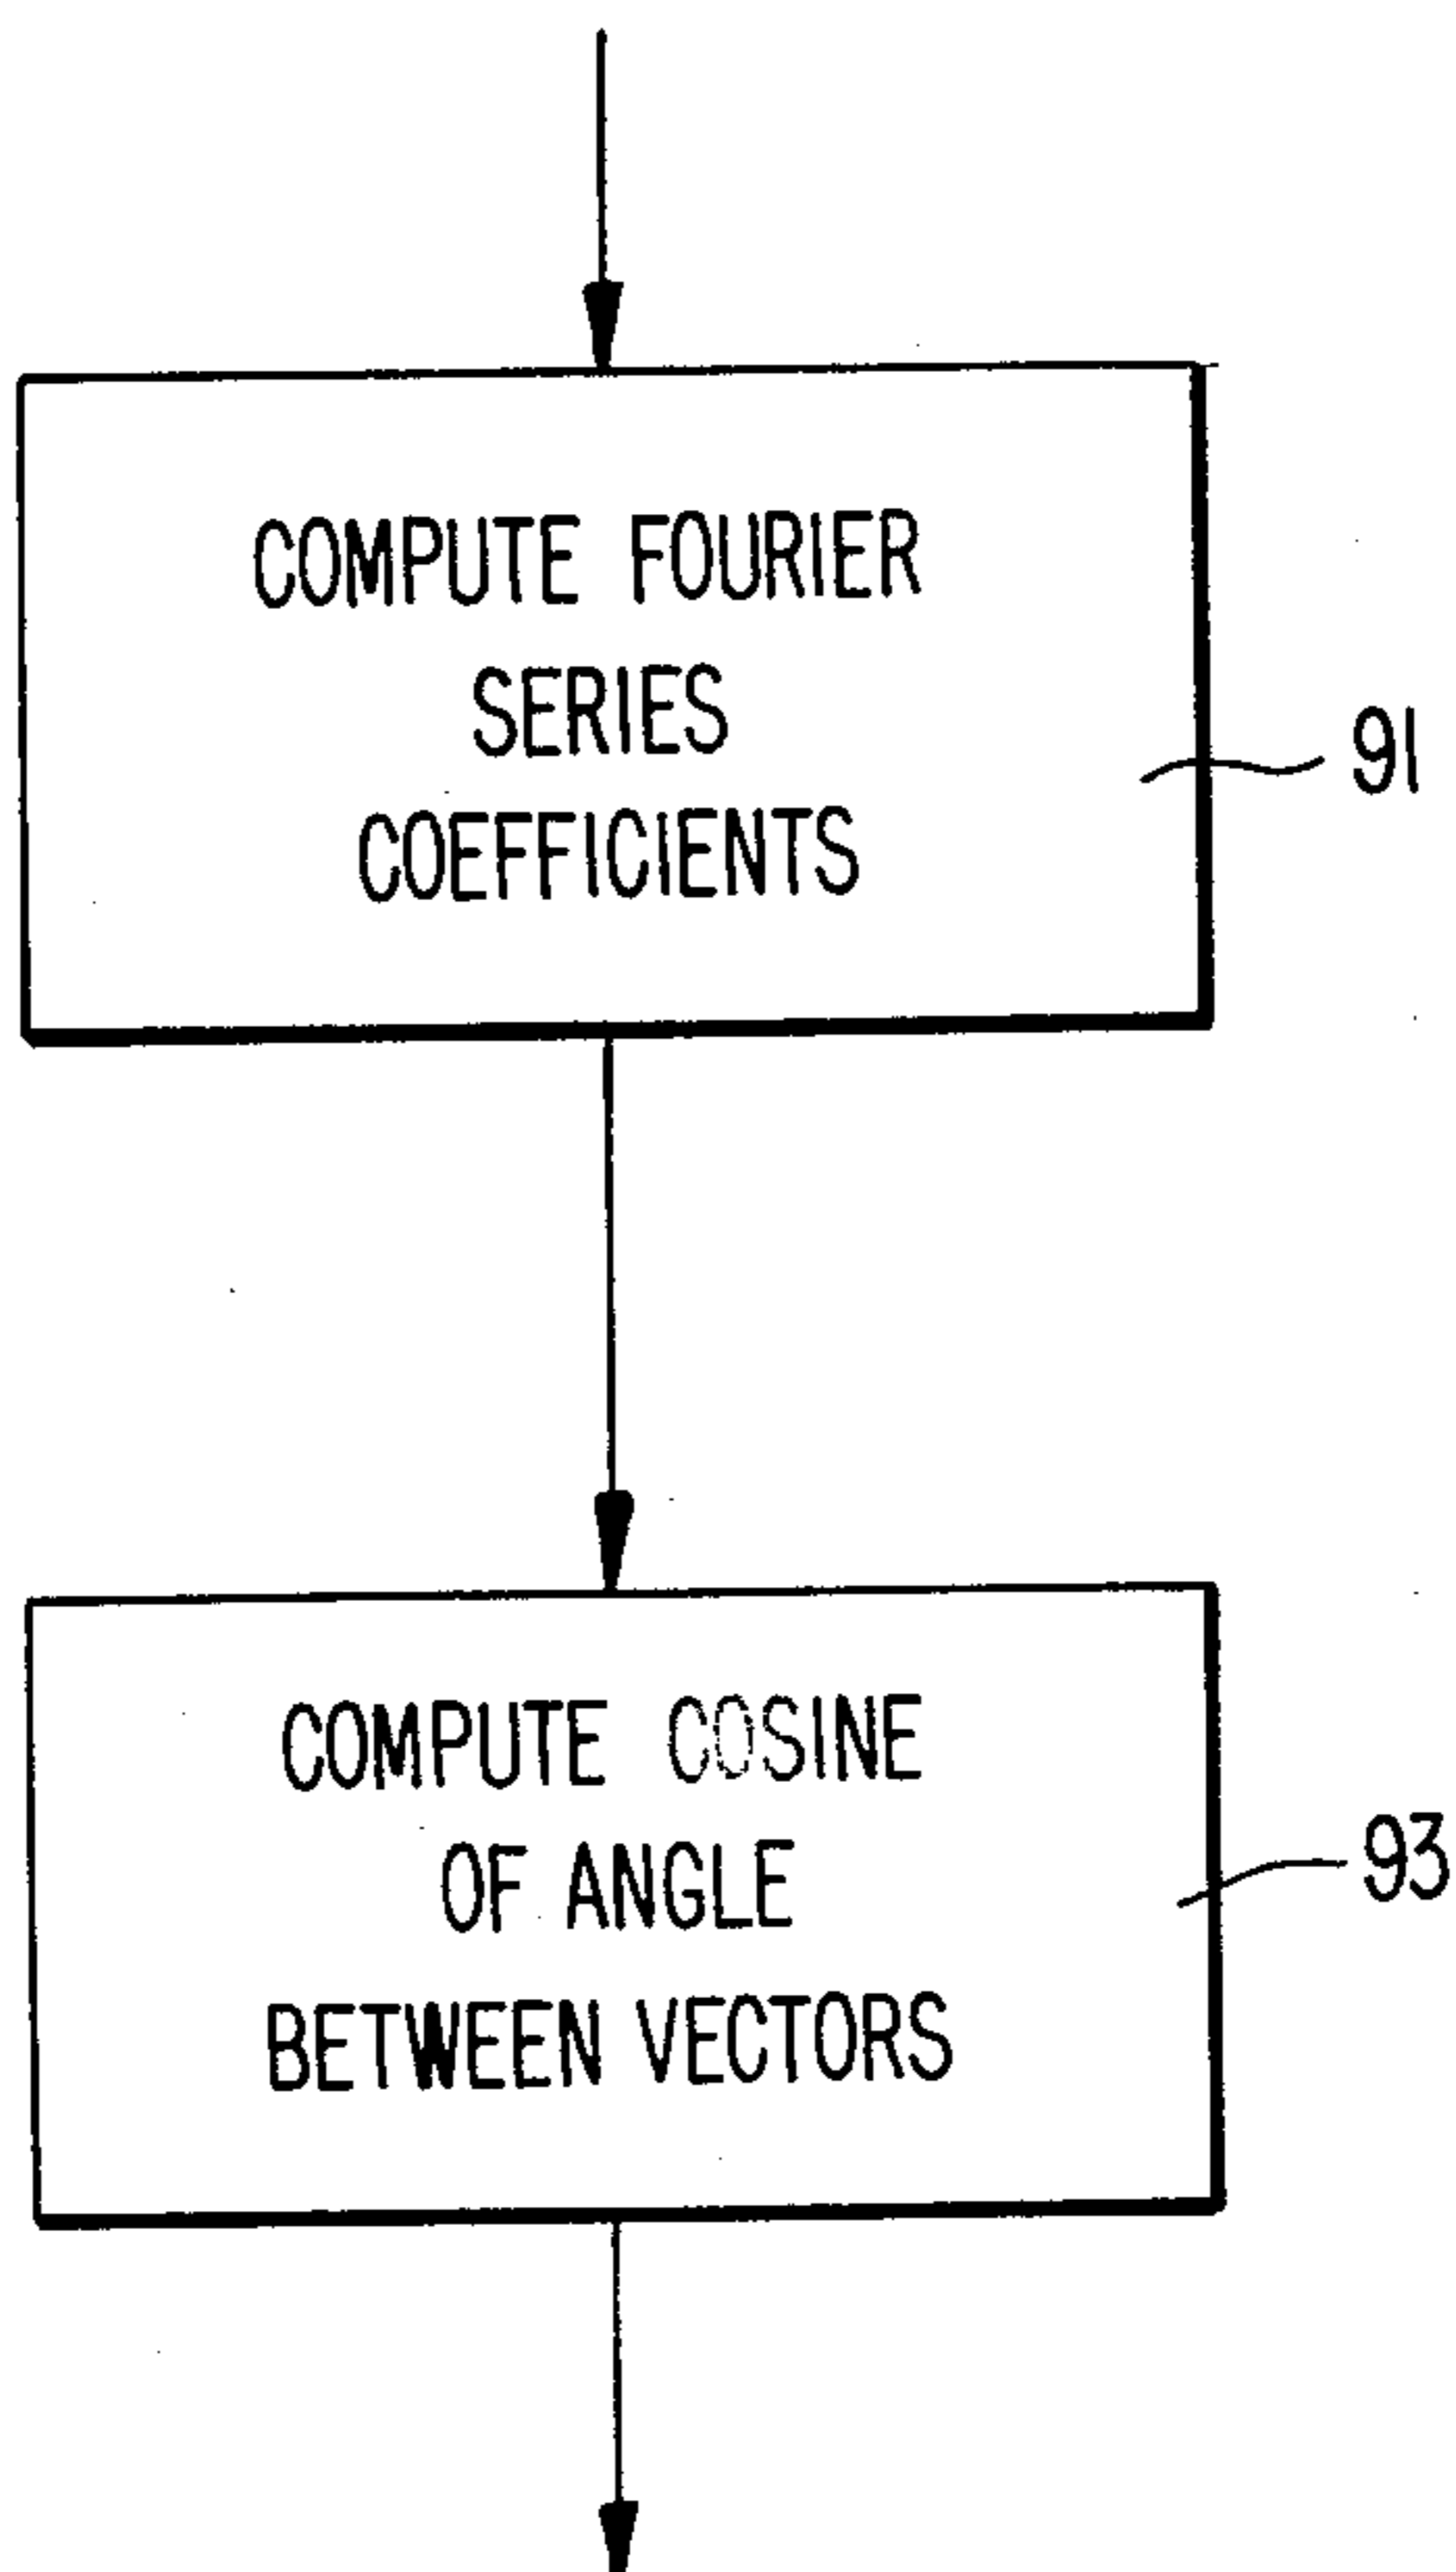 COMPUTE FOURIER
SERIES
COEFFICIENTS
91
COMPUTE COSINE
OF ANGLE
BETWEEN VECTORS
93